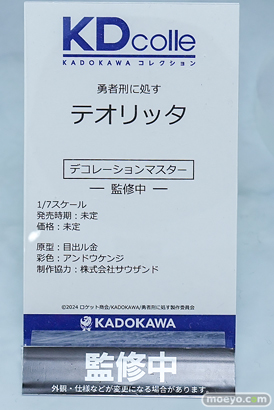 KDcolle
KADOKAWA コレクション
勇者刑に処す
テオリッタ
デコレーションマスター
― 監修中 ―
1/7スケール
発売時期：未定
価格：未定
原型：目出ル金
彩色：アンドウケンジ
制作協力：株式会社サウザンド
©2024 ロケット商会/KADOKAWA/勇者刑に処す製作委員会
KADOKAWA
監修中
外観・仕様などが変更になる場合があります。
moeyo.com